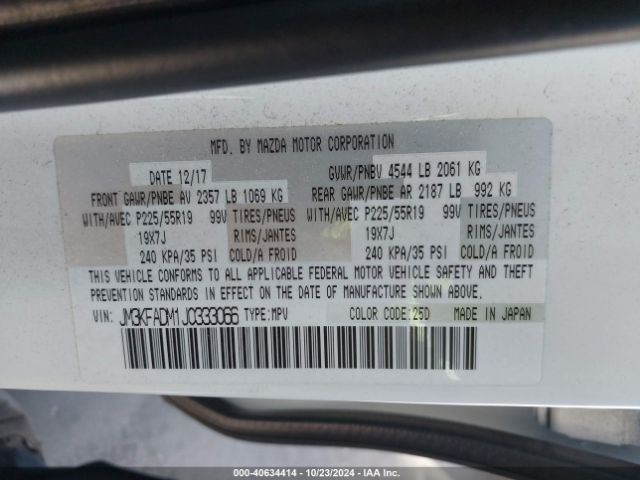 MFD. BY MAZDA MOTOR CORPORATION
DATE 12/17 GVWR/PNBV 4544 LB 2061 KG
FRONT GAWR/PNBE AV 2357 LB 1069 KG REAR GAWR/PNBE AR 2187 LB 992 KG
WITH/AVEC P225/55R19 99V TIRES/PNEUS WITH/AVEC P225/55R19 99V TIRES/PNEUS
19X7J RIMS/JANTES 19X7J RIMS/JANTES
240 KPA/35 PSI COLD/A FROID 240 KPA/35 PSI COLD/A FROID
THIS VEHICLE CONFORMS TO ALL APPLICABLE FEDERAL MOTOR VEHICLE SAFETY AND THEFT
PREVENTION STANDARDS IN EFFECT ON THE DATE OF MANUFACTURE SHOWN ABOVE.
VIN: JM3KFADM1J0333066 TYPE:MPV COLOR CODE:25D MADE IN JAPAN
000-40634414 - 10/23/2024 - IAA Inc.